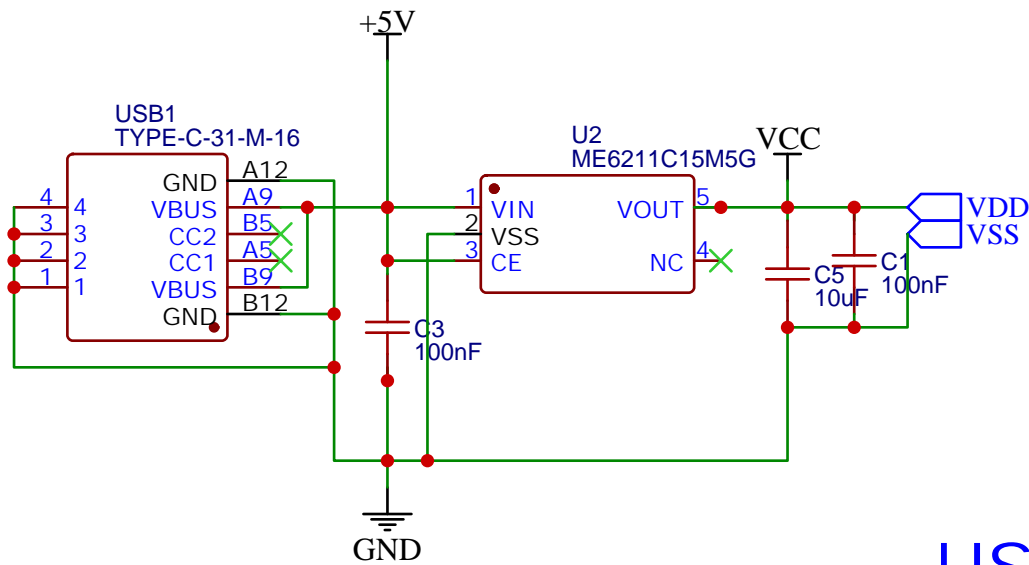 +5V
USB1
TYPE-C-31-M-16
GND A12
4 4 VBUS A9
3 3 CC2 B5
2 2 CC1 A5
1 1 VBUS B9
GND B12
C3
100nF
GND
U2
ME6211C15M5G
1 VIN VOUT 5
2 VSS
3 CE NC 4
VCC
VDD
VSS
C5
10uF
C1
100nF